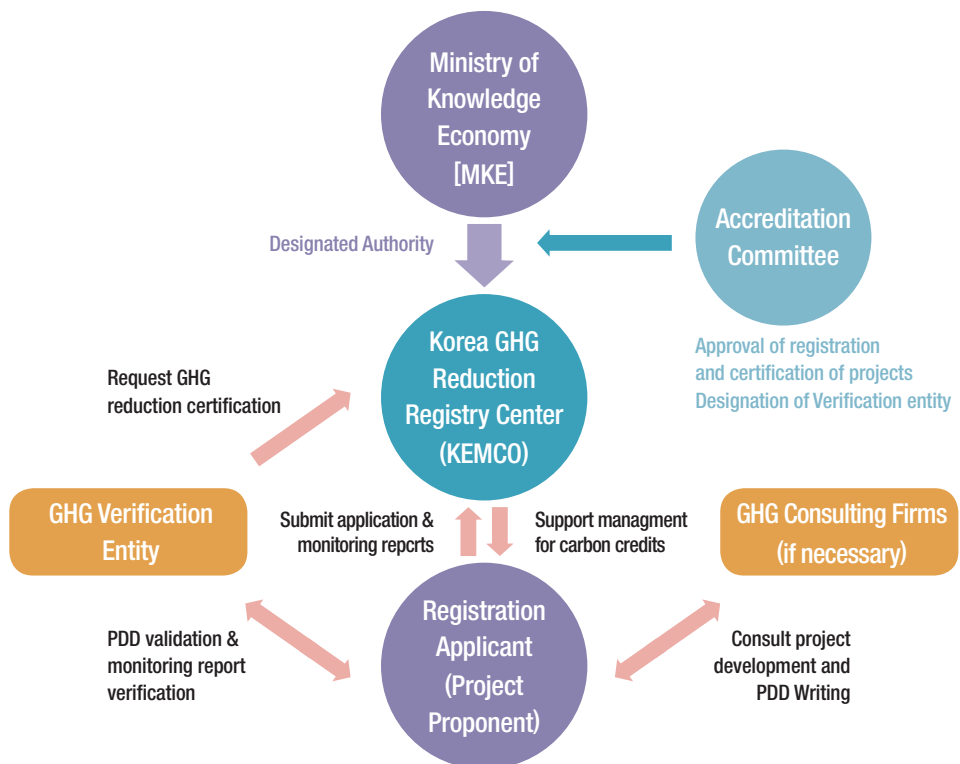 Ministry of
Knowledge
Economy
[MKE]
Designated Authority
Accreditation
Committee
Approval of registration
and certification of projects
Designation of Verification entity
Korea GHG
Reduction
Registry Center
(KEMCO)
Request GHG
reduction certification
GHG Verification
Entity
Submit application &
monitoring repcrts
Support managment
for carbon credits
GHG Consulting Firms
(if necessary)
PDD validation &
monitoring report
verification
Registration
Applicant
(Project
Proponent)
Consult project
development and
PDD Writing